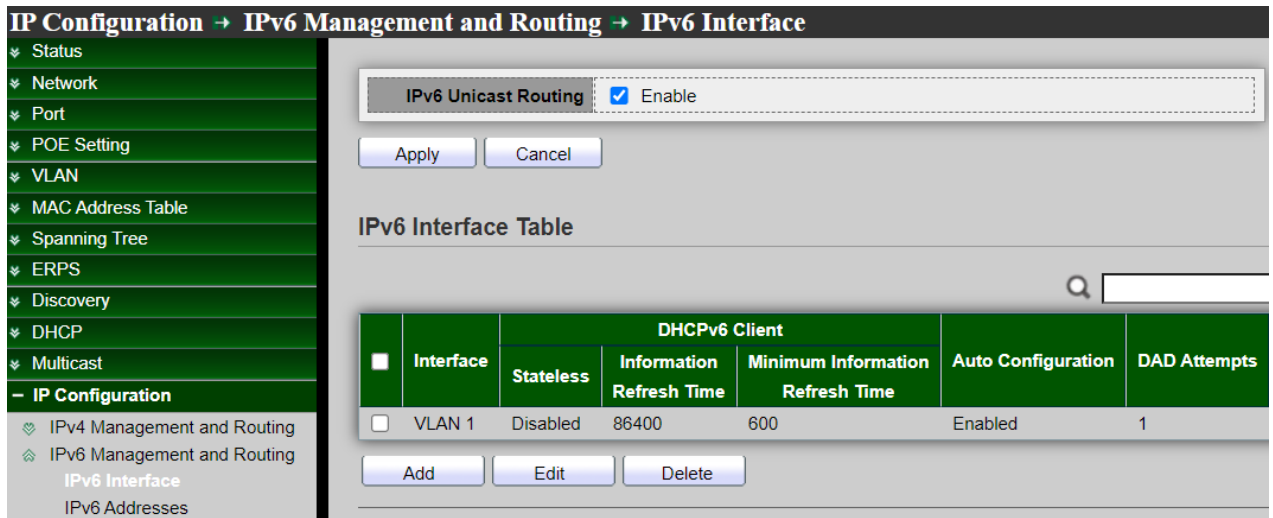 IP Configuration → IPv6 Management and Routing → IPv6 Interface
Status
Network
Port
POE Setting
VLAN
MAC Address Table
Spanning Tree
ERPS
Discovery
DHCP
Multicast
IP Configuration
IPv4 Management and Routing
IPv6 Management and Routing
IPv6 Interface
IPv6 Addresses
IPv6 Unicast Routing Enable
Apply Cancel
IPv6 Interface Table
Interface DHCPv6 Client Auto Configuration DAD Attempts
Stateless Information Refresh Time Minimum Information Refresh Time
VLAN 1 Disabled 86400 600 Enabled 1
Add Edit Delete